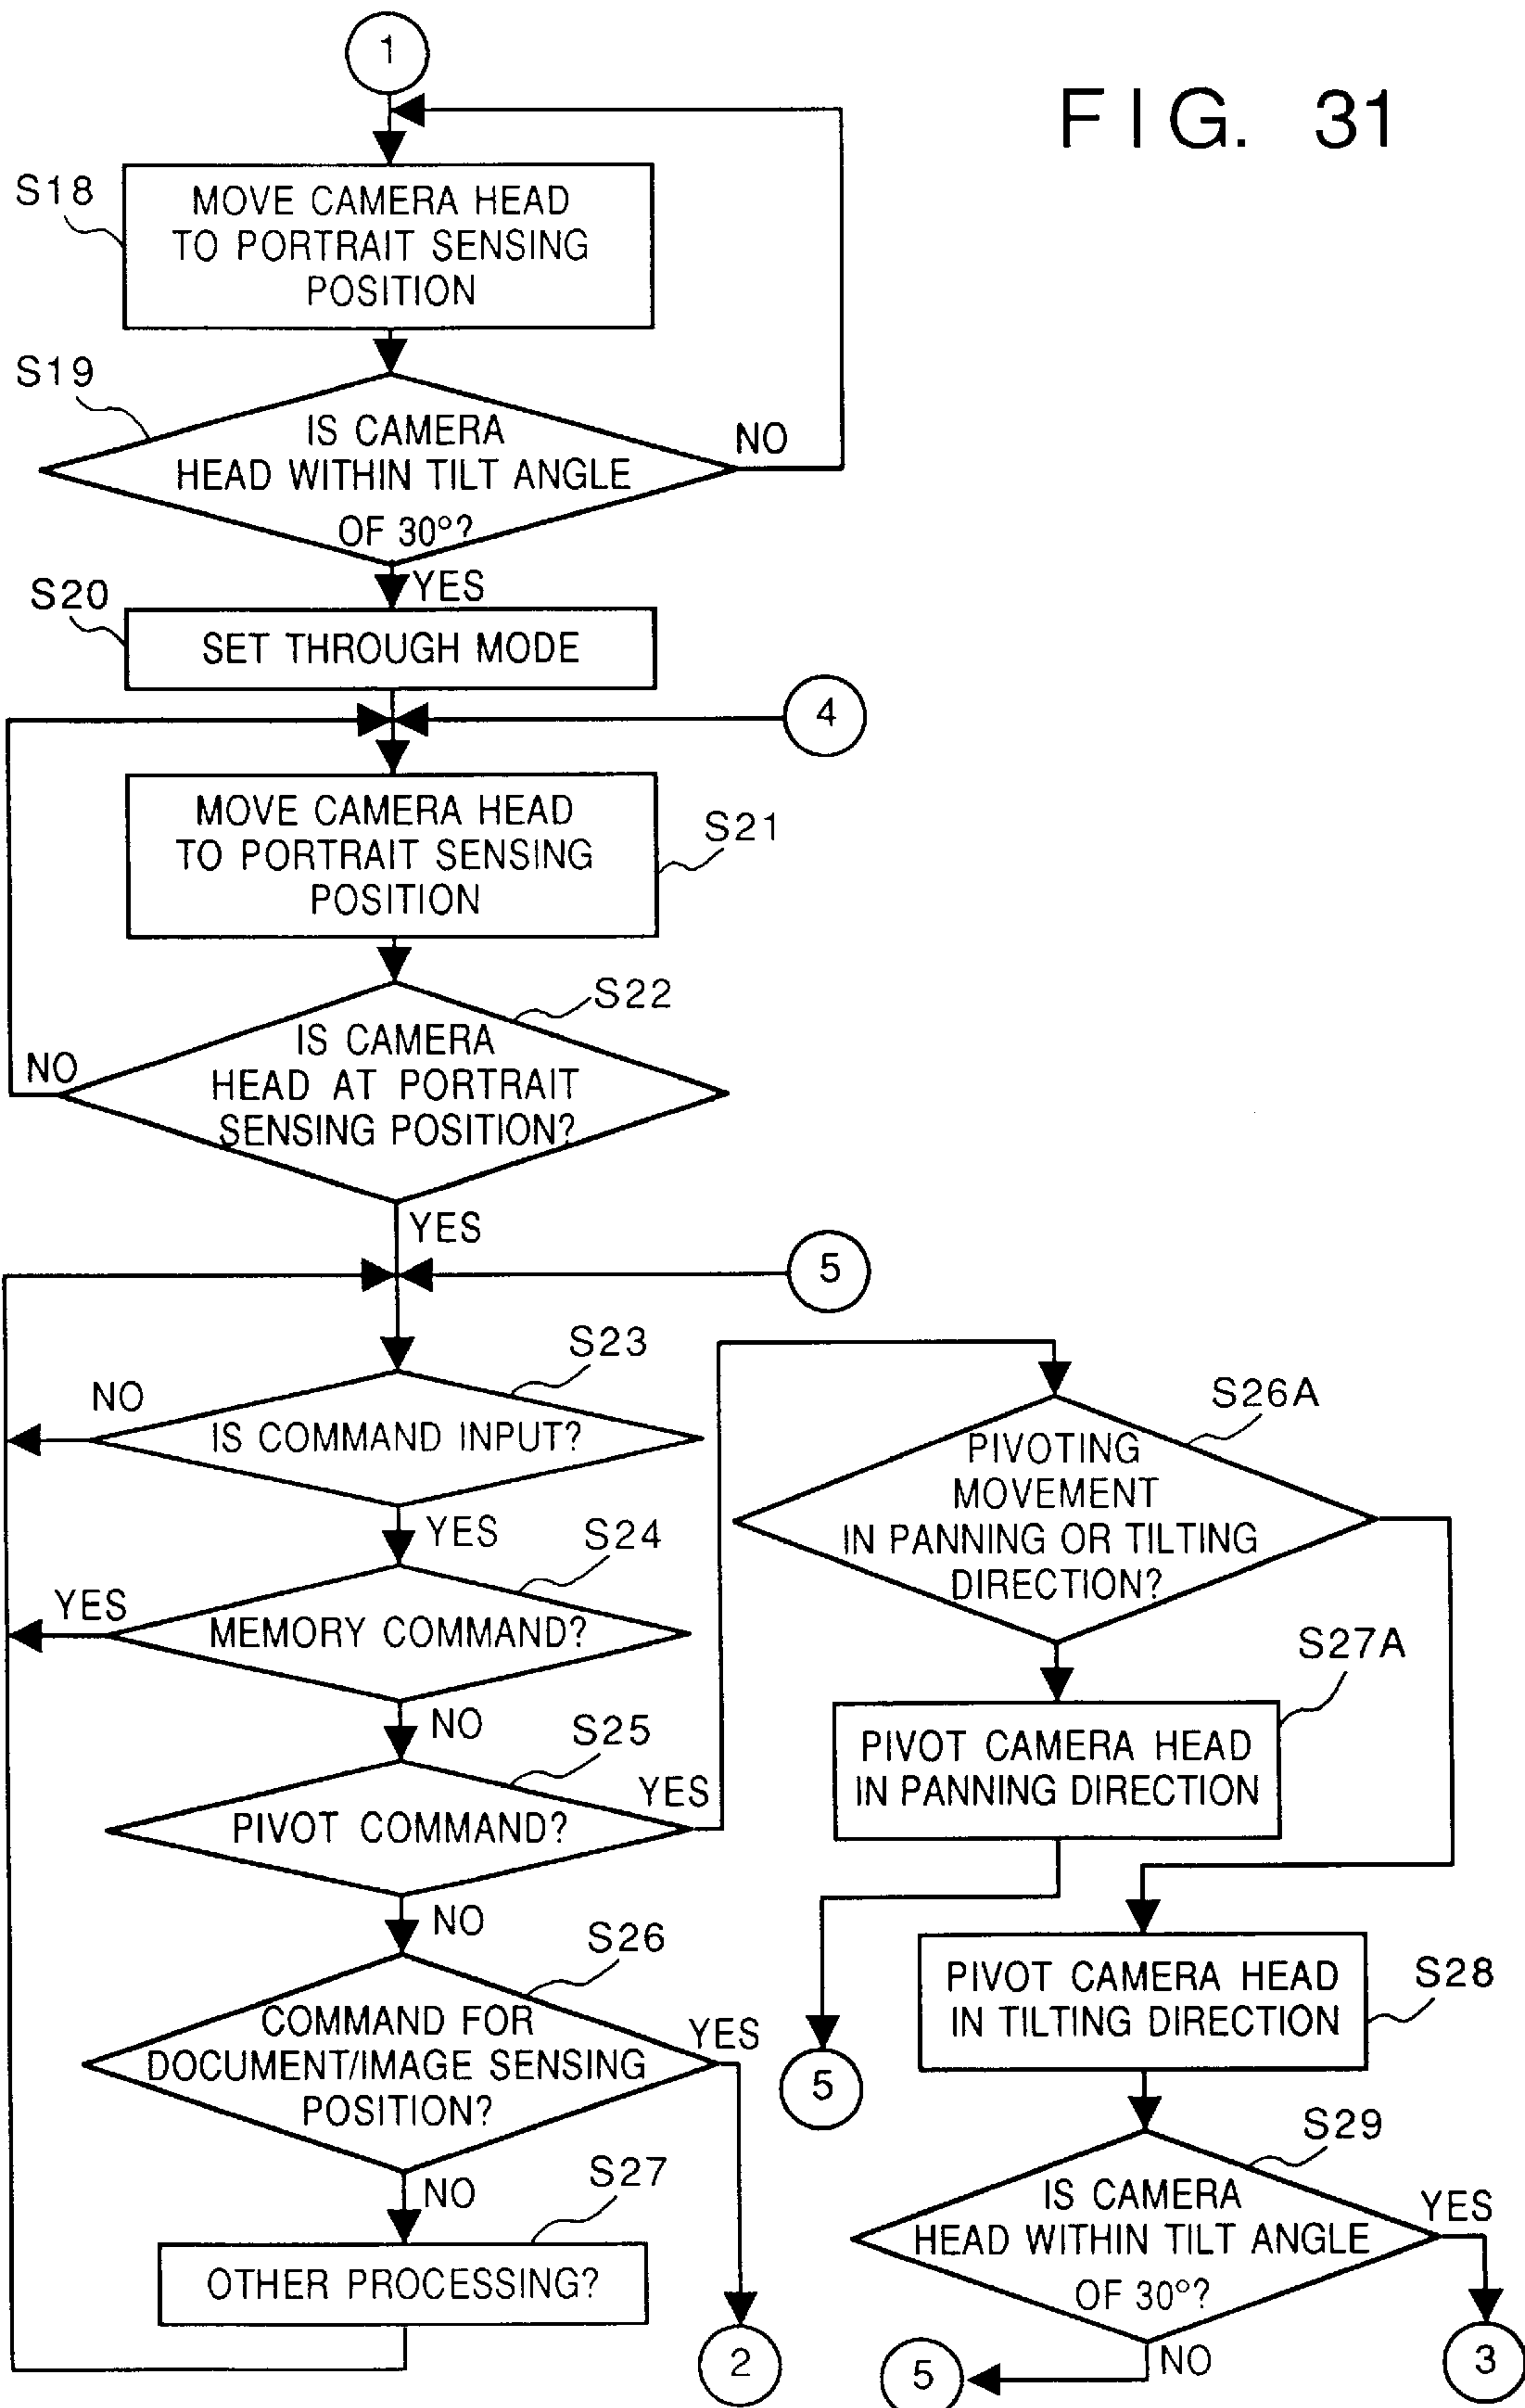 1
FIG. 31
S18
MOVE CAMERA HEAD
TO PORTRAIT SENSING
POSITION
S19
IS CAMERA
HEAD WITHIN TILT ANGLE
OF 30°?
NO
YES
S20
SET THROUGH MODE
4
MOVE CAMERA HEAD
TO PORTRAIT SENSING
POSITION
S21
S22
IS CAMERA
HEAD AT PORTRAIT
SENSING POSITION?
NO
YES
5
S23
NO
IS COMMAND INPUT?
YES
S24
YES
MEMORY COMMAND?
NO
S25
YES
PIVOT COMMAND?
NO
S26
COMMAND FOR
DOCUMENT/IMAGE SENSING
POSITION?
YES
NO
S27
OTHER PROCESSING?
2
S26A
PIVOTING
MOVEMENT
IN PANNING OR TILTING
DIRECTION?
S27A
PIVOT CAMERA HEAD
IN PANNING DIRECTION
5
PIVOT CAMERA HEAD
IN TILTING DIRECTION
S28
S29
IS CAMERA
HEAD WITHIN TILT ANGLE
OF 30°?
YES
NO
5
3